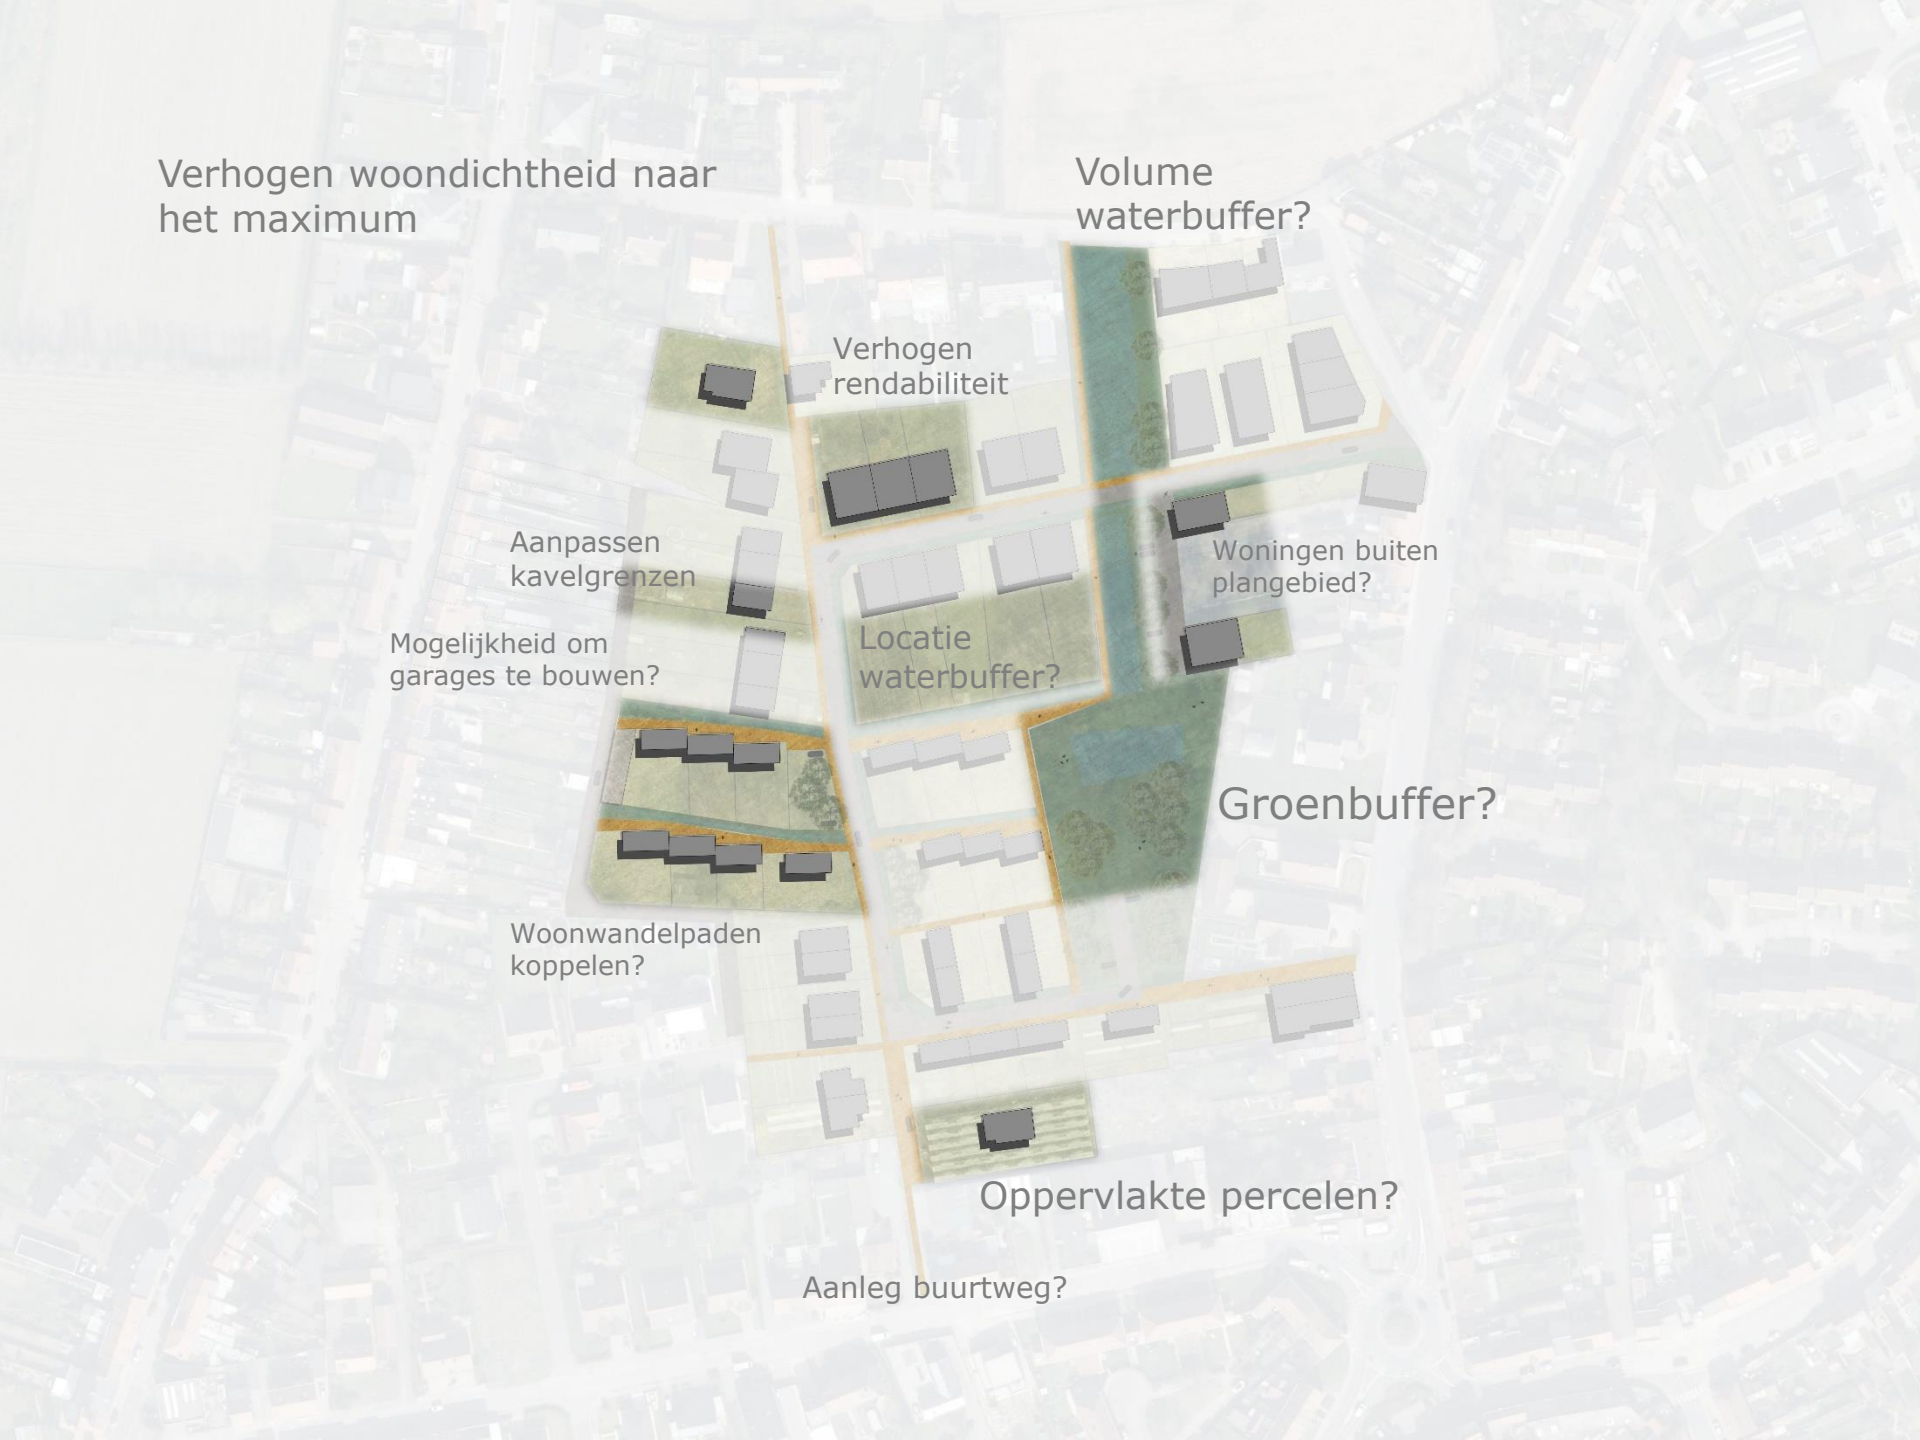 Verhogen woondichtheid naar
het maximum
Volume
waterbuffer?
Verhogen
rendabiliteit
Aanpassen
kavelgrenzen
Woningen buiten
plangebied?
Mogelijkheid om
garages te bouwen?
Locatie
waterbuffer?
Groenbuffer?
Woonwandelpaden
koppelen?
Oppervlakte percelen?
Aanleg buurtweg?